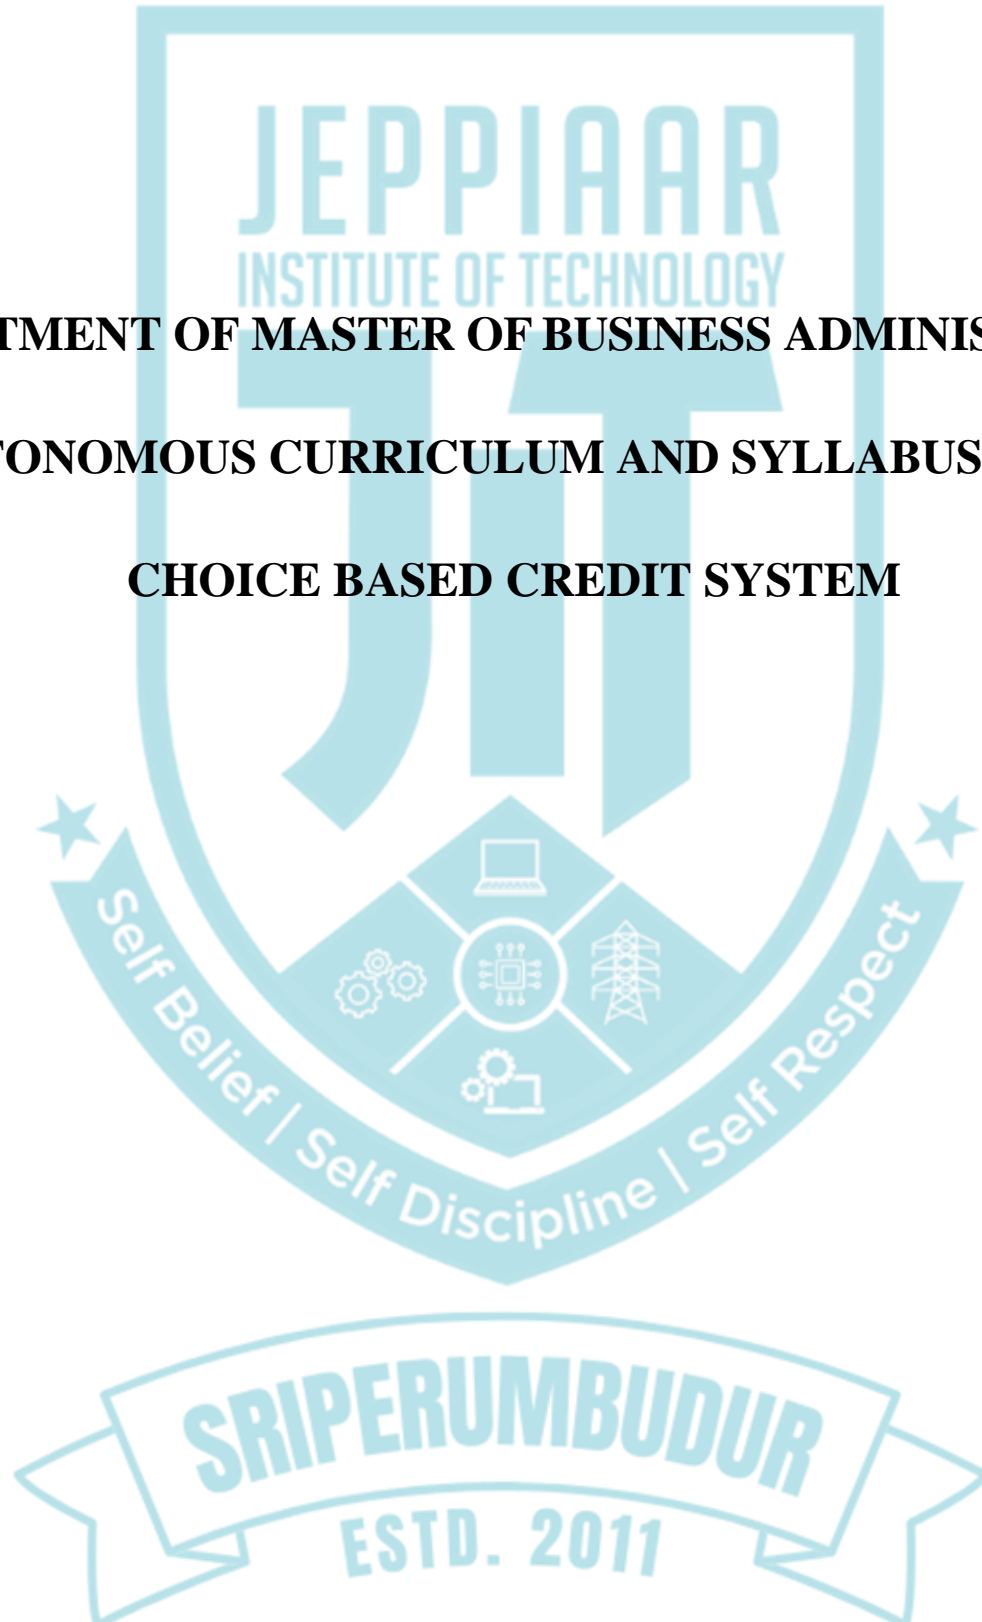 JEPPIAAR
INSTITUTE OF TECHNOLOGY
TMENT OF MASTER OF BUSINESS ADMINIS
TONOMOUS CURRICULUM AND SYLLABUS
CHOICE BASED CREDIT SYSTEM
JIT
Self Belief | Self Discipline | Self Respect
SRIPERUMBUDUR
ESTD. 2011